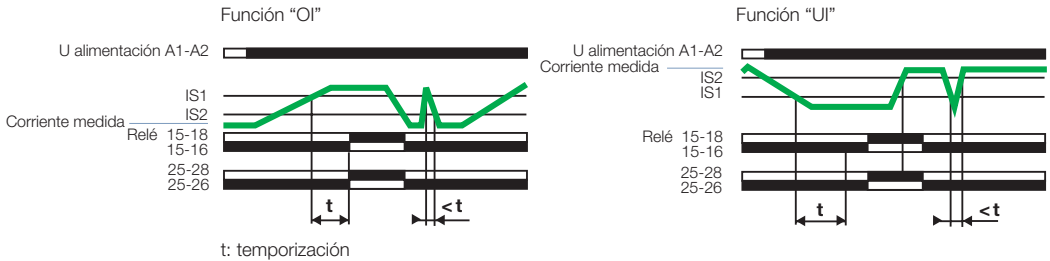 Función “OI”
U alimentación A1-A2
IS1
IS2
Corriente medida
Relé 15-18
15-16
25-28
25-26
t
< t
t: temporización
Función “UI”
U alimentación A1-A2
Corriente medida
IS2
IS1
Relé 15-18
15-16
25-28
25-26
t
< t